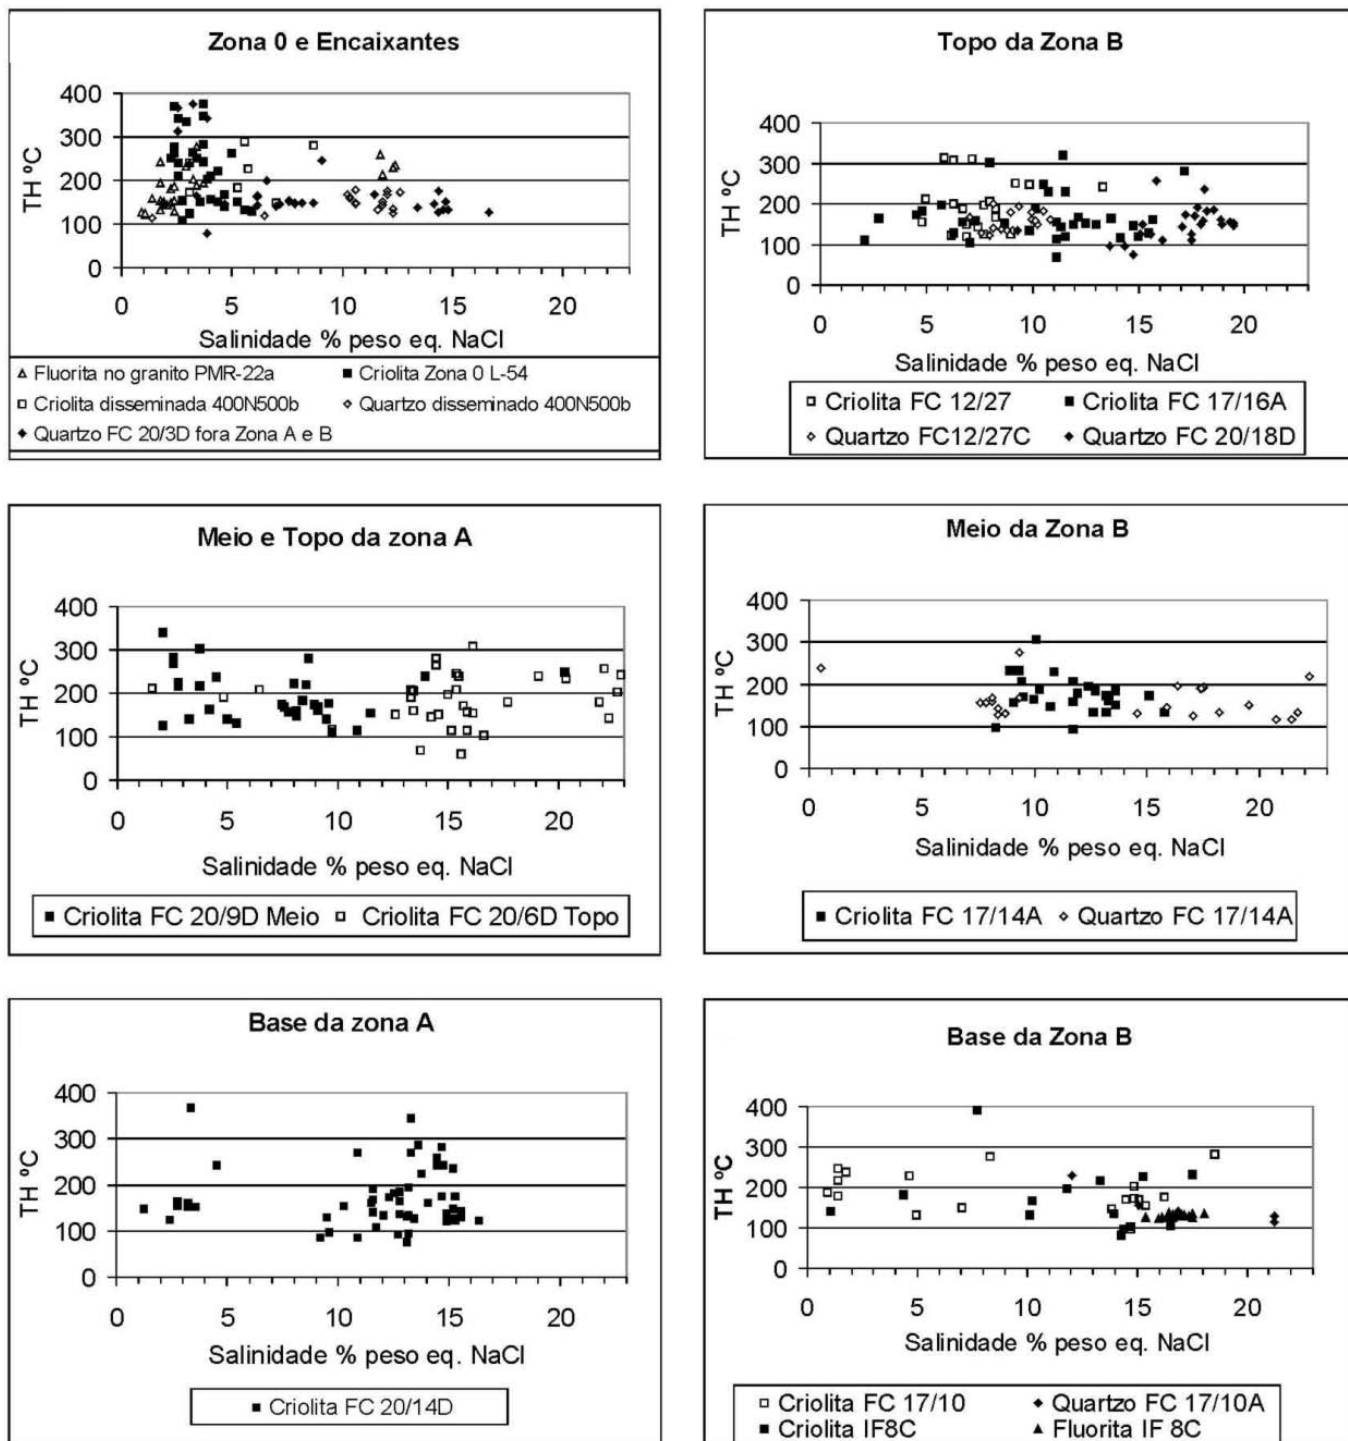 Zona 0 e Encaixantes
400
300
200
100
0
TH ºC
0 5 10 15 20
Salinidade % peso eq. NaCl
Fluorita no granito PMR-22a Criolita Zona 0 L-54
Criolita disseminada 400N500b Quartzo disseminado 400N500b
Quartzo FC 20/3D fora Zona A e B
Topo da Zona B
400
300
200
100
0
TH ºC
0 5 10 15 20
Salinidade % peso eq. NaCl
Criolita FC 12/27 Criolita FC 17/16A
Quartzo FC12/27C Quartzo FC 20/18D
Meio e Topo da zona A
400
300
200
100
0
TH ºC
0 5 10 15 20
Salinidade % peso eq. NaCl
Criolita FC 20/9D Meio Criolita FC 20/6D Topo
Meio da Zona B
400
300
200
100
0
TH ºC
0 5 10 15 20
Salinidade % peso eq. NaCl
Criolita FC 17/14A Quartzo FC 17/14A
Base da zona A
400
300
200
100
0
TH ºC
0 5 10 15 20
Salinidade % peso eq. NaCl
Criolita FC 20/14D
Base da Zona B
400
300
200
100
0
TH ºC
0 5 10 15 20
Salinidade % peso eq. NaCl
Criolita FC 17/10 Quartzo FC 17/10A
Criolita IF8C Fluorita IF 8C